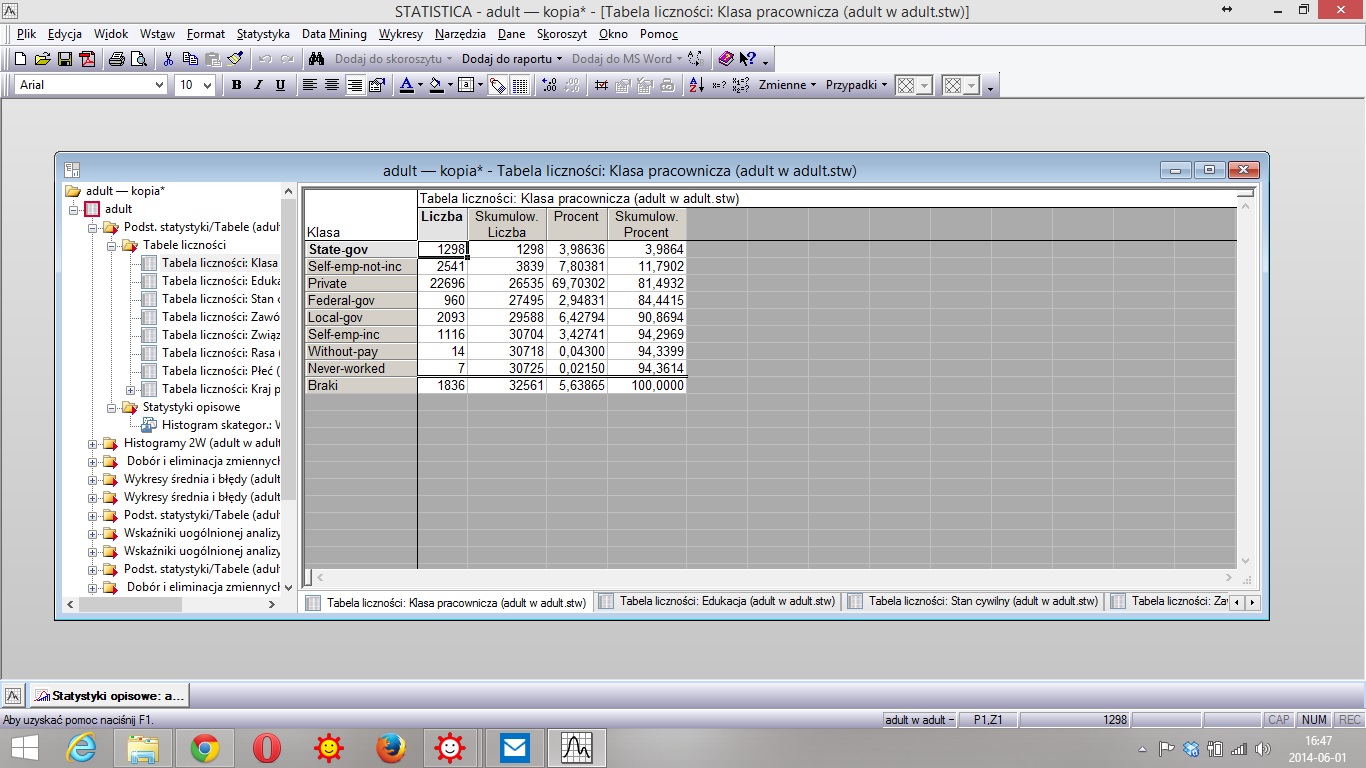 STATISTICA - adult — kopia* - [Tabela liczności: Klasa pracownicza (adult w adult.stw)]
Plik Edycja Widok Wstaw Format Statystyka Data Mining Wykresy Narzędzia Dane Skoroszyt Okno Pomoc
Dodaj do skoroszytu Dodaj do raportu Dodaj do MS Word
Arial 10 B I U Zmienne Przypadki
adult — kopia* - Tabela liczności: Klasa pracownicza (adult w adult.stw)
adult — kopia*
adult
Podst. statystyki/Tabele (adul
Tabele liczności
Tabela liczności: Klasa
Tabela liczności: Eduka
Tabela liczności: Stan c
Tabela liczności: Zawó
Tabela liczności: Związ
Tabela liczności: Rasa (
Tabela liczności: Płeć (
Tabela liczności: Kraj p
Statystyki opisowe
Histogram skategor.: W
Histogramy 2W (adult w adult
Dobór i eliminacja zmiennych
Wykresy średnia i błędy (adult
Wykresy średnia i błędy (adult
Podst. statystyki/Tabele (adul
Wskaźniki uogólnionej analizy
Wskaźniki uogólnionej analizy
Podst. statystyki/Tabele (adul
Dobór i eliminacja zmiennych
Tabela liczności: Klasa pracownicza (adult w adult.stw)
Klasa Liczba Skumulow. Liczba Procent Skumulow. Procent
State-gov 1298 1298 3,98636 3,9864
Self-emp-not-inc 2541 3839 7,80381 11,7902
Private 22696 26535 69,70302 81,4932
Federal-gov 960 27495 2,94831 84,4415
Local-gov 2093 29588 6,42794 90,8694
Self-emp-inc 1116 30704 3,42741 94,2969
Without-pay 14 30718 0,04300 94,3399
Never-worked 7 30725 0,02150 94,3614
Braki 1836 32561 5,63865 100,0000
Tabela liczności: Klasa pracownicza (adult w adult.stw) Tabela liczności: Edukacja (adult w adult.stw) Tabela liczności: Stan cywilny (adult w adult.stw) Tabela liczności: Za
Statystyki opisowe: a...
Aby uzyskać pomoc naciśnij F1. adult w adult – P1,Z1 1298 CAP NUM REC
16:47
2014-06-01